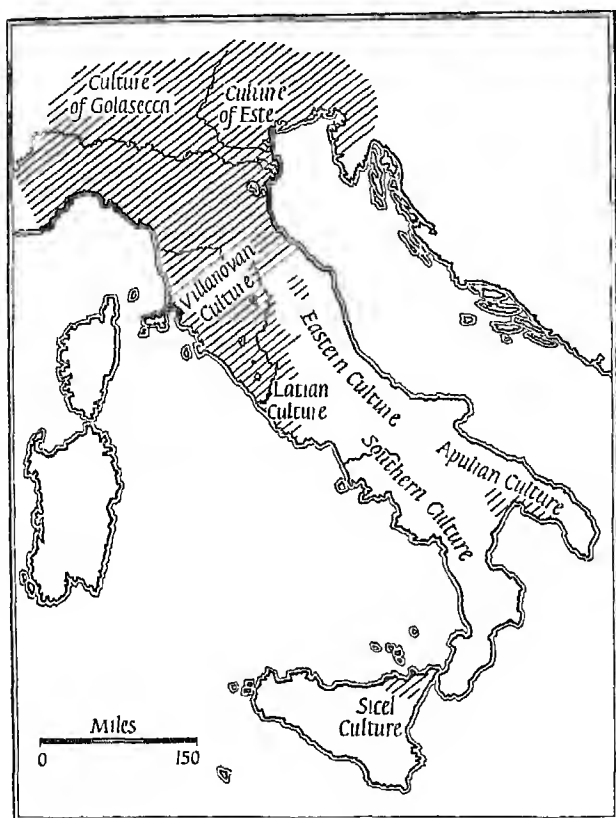 Culture
of Golasecca
Culture
of Este
Villanovan
Culture
Eastern Culture
Latian
Culture
Southern Culture
Apulian Culture
Sicel
Culture
Miles
0 150